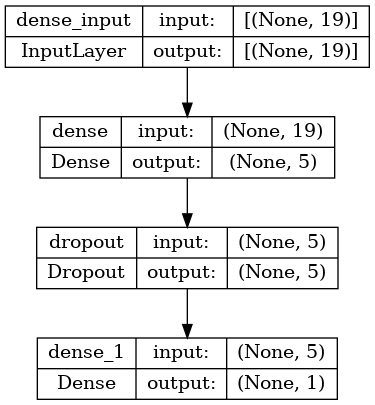 dense_input input: [(None, 19)]
InputLayer output: [(None, 19)]
dense input: (None, 19)
Dense output: (None, 5)
dropout input: (None, 5)
Dropout output: (None, 5)
dense_1 input: (None, 5)
Dense output: (None, 1)